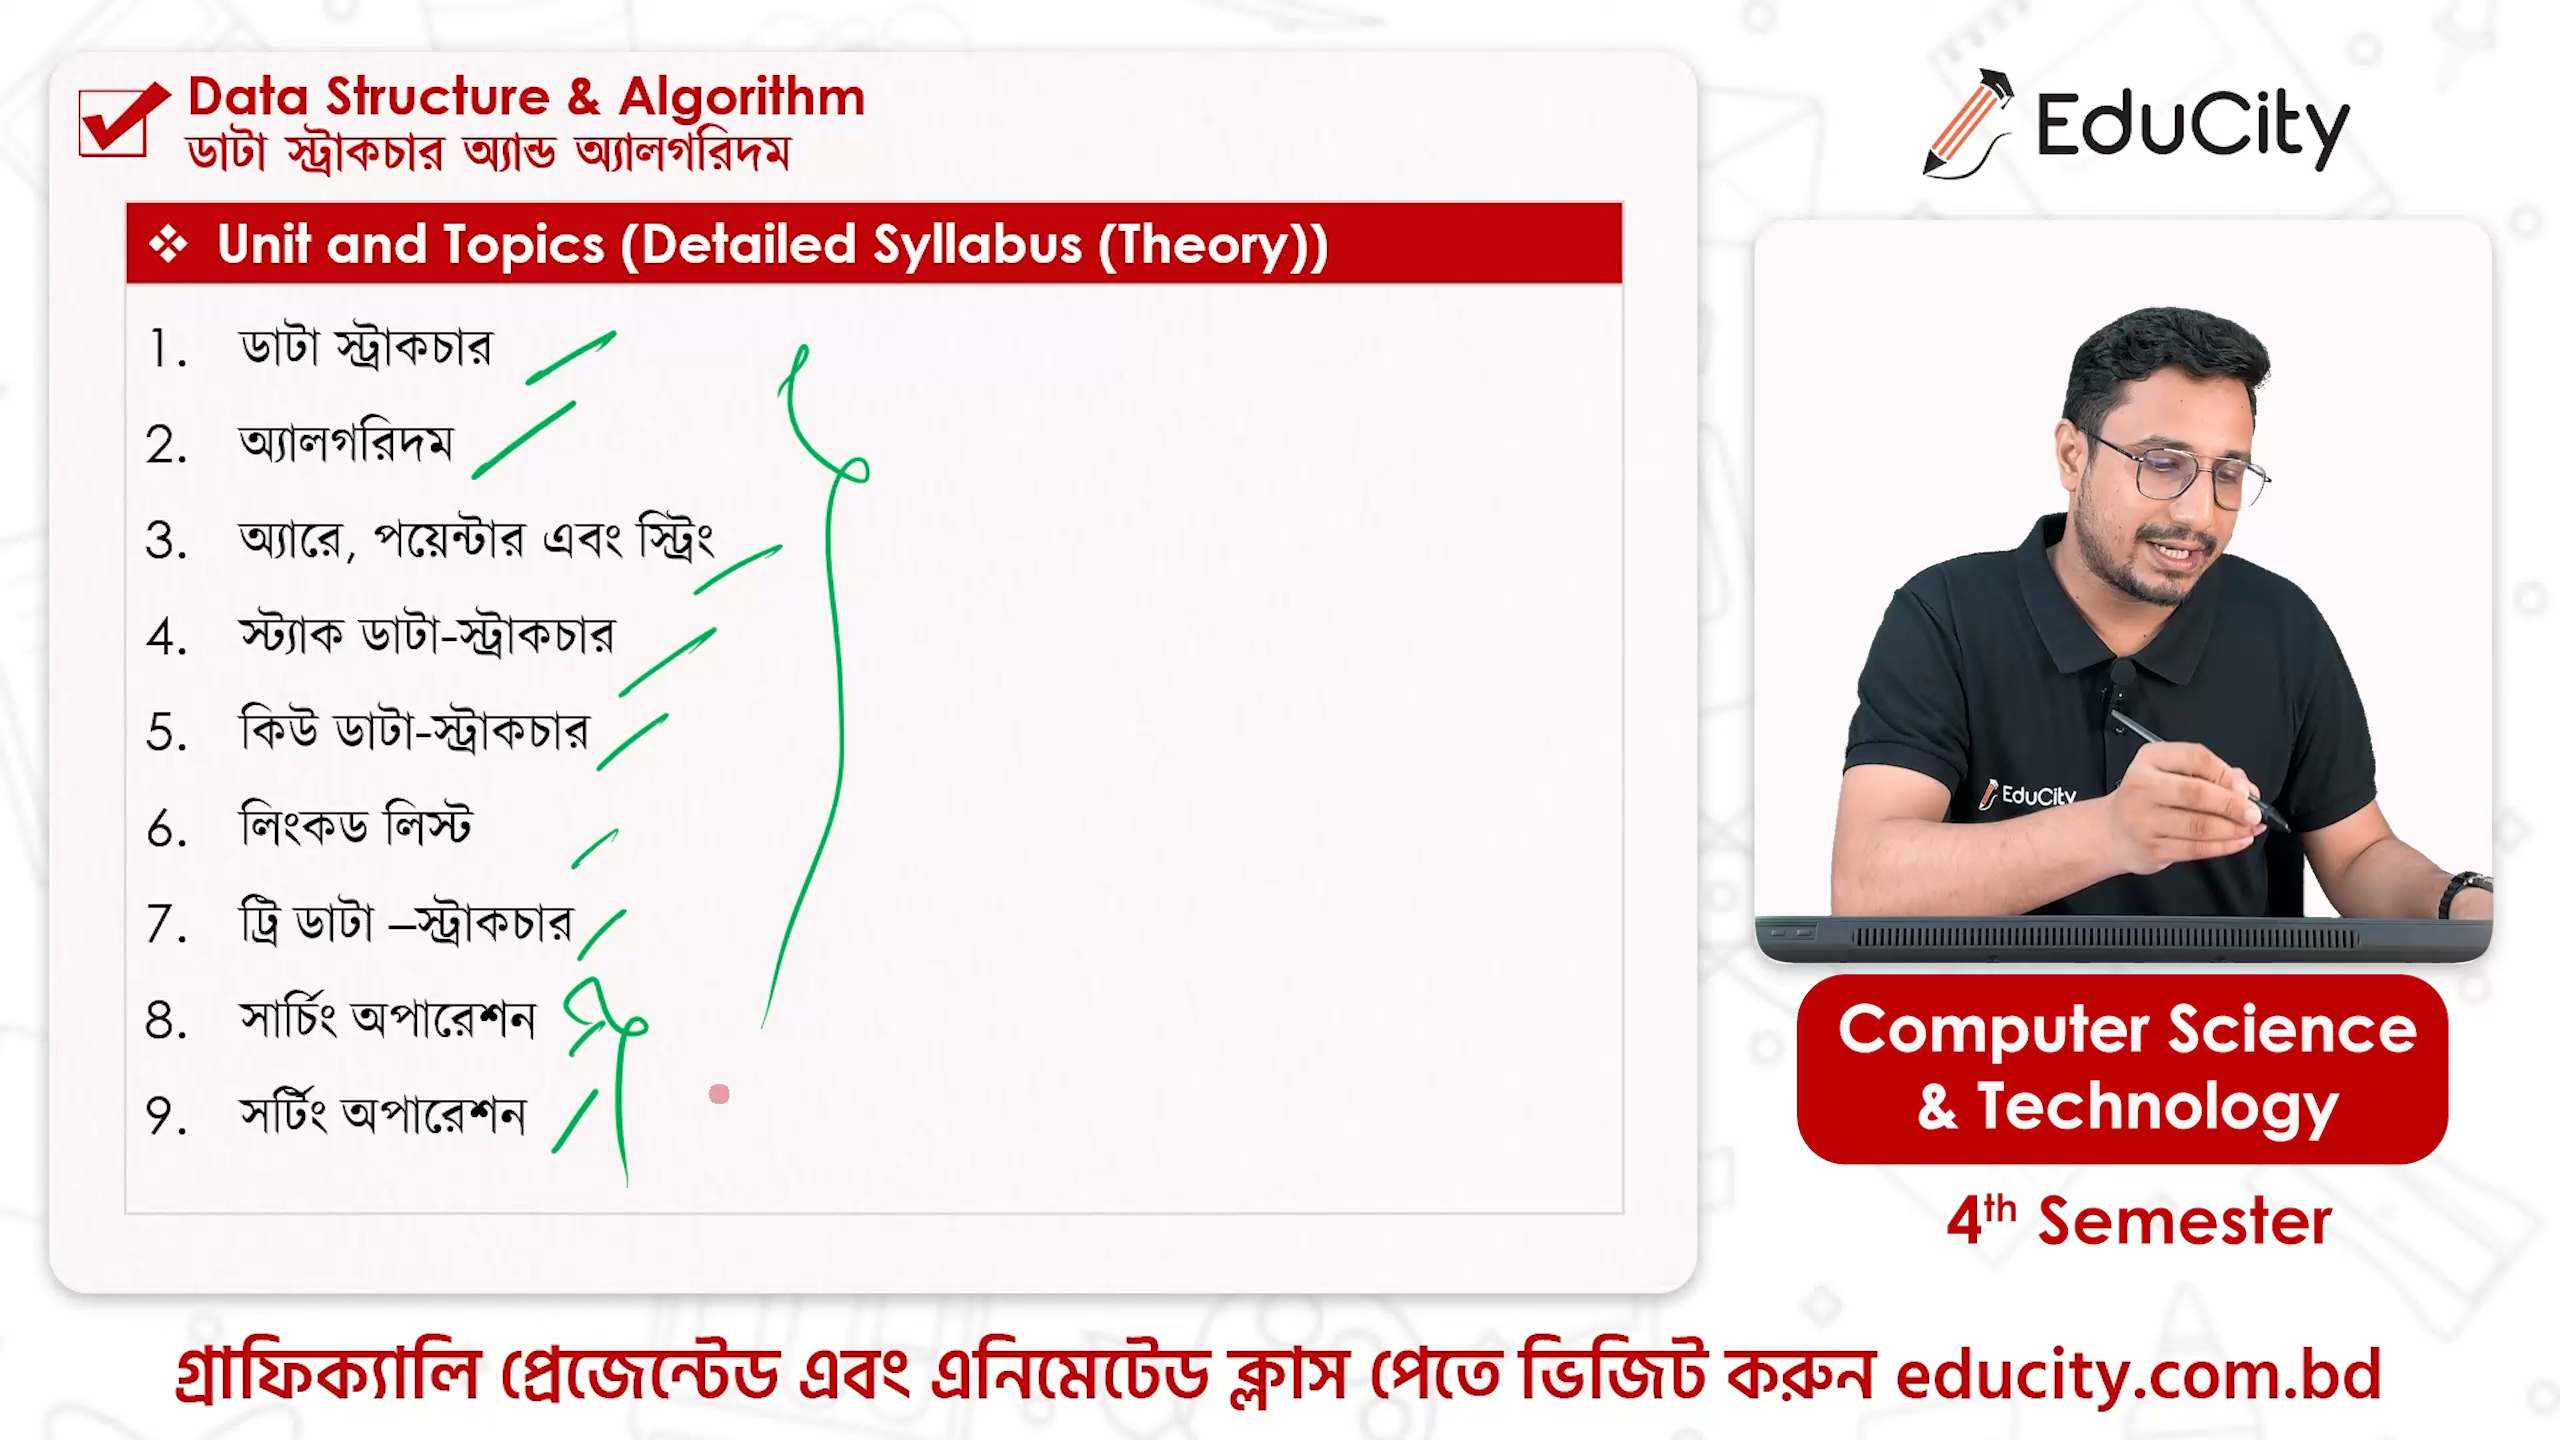 Data Structure & Algorithm
ডাটা স্ট্রাকচার অ্যান্ড অ্যালগরিদম
❖ Unit and Topics (Detailed Syllabus (Theory))
1. ডাটা স্ট্রাকচার
2. অ্যালগরিদম
3. অ্যারে, পয়েন্টার এবং স্ট্রিং
4. স্ট্যাক ডাটা-স্ট্রাকচার
5. কিউ ডাটা-স্ট্রাকচার
6. লিংকড লিস্ট
7. ট্রি ডাটা –স্ট্রাকচার
8. সার্চিং অপারেশন
9. সর্টিং অপারেশন
EduCity
EduCity
Computer Science
& Technology
4th Semester
গ্রাফিক্যালি প্রেজেন্টেড এবং এনিমেটেড ক্লাস পেতে ভিজিট করুন educity.com.bd